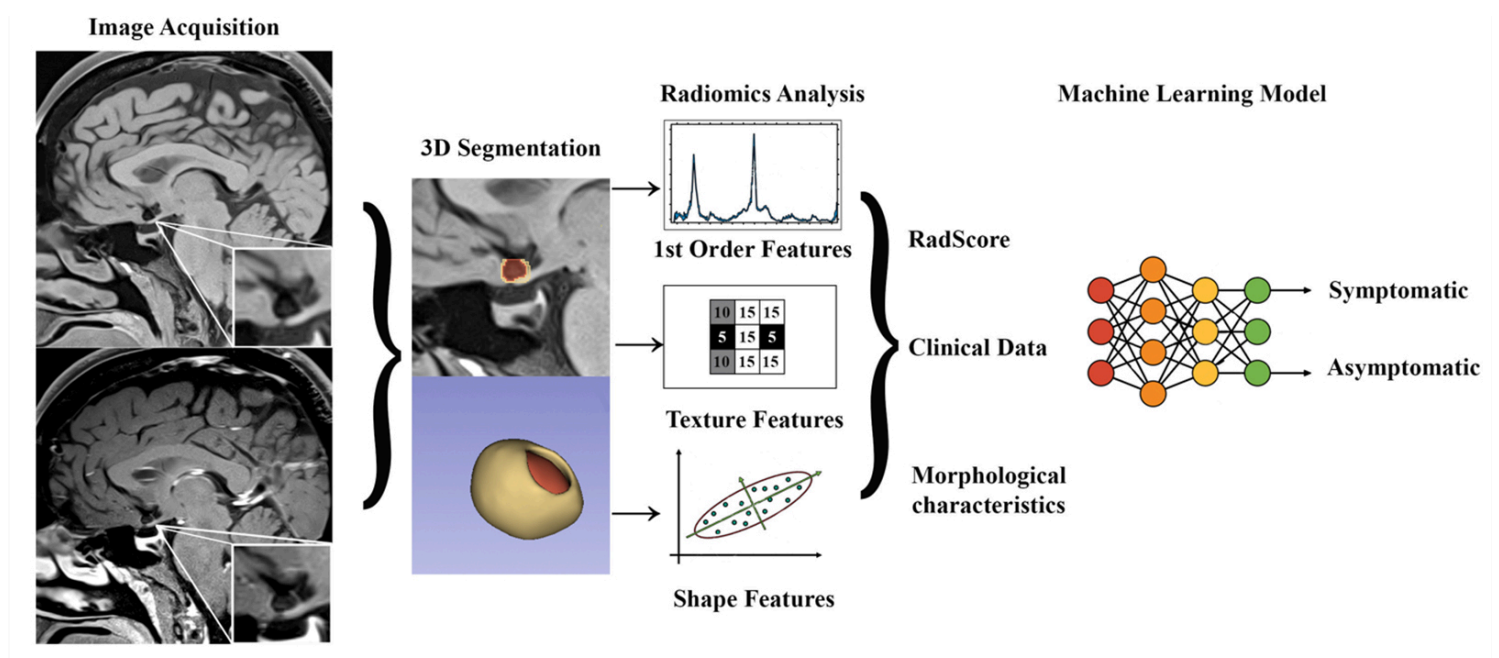 Image Acquisition
3D Segmentation
Radiomics Analysis
1st Order Features
10 15 15
5 15 5
10 15 15
Texture Features
Shape Features
RadScore
Clinical Data
Morphological
characteristics
Machine Learning Model
Symptomatic
Asymptomatic